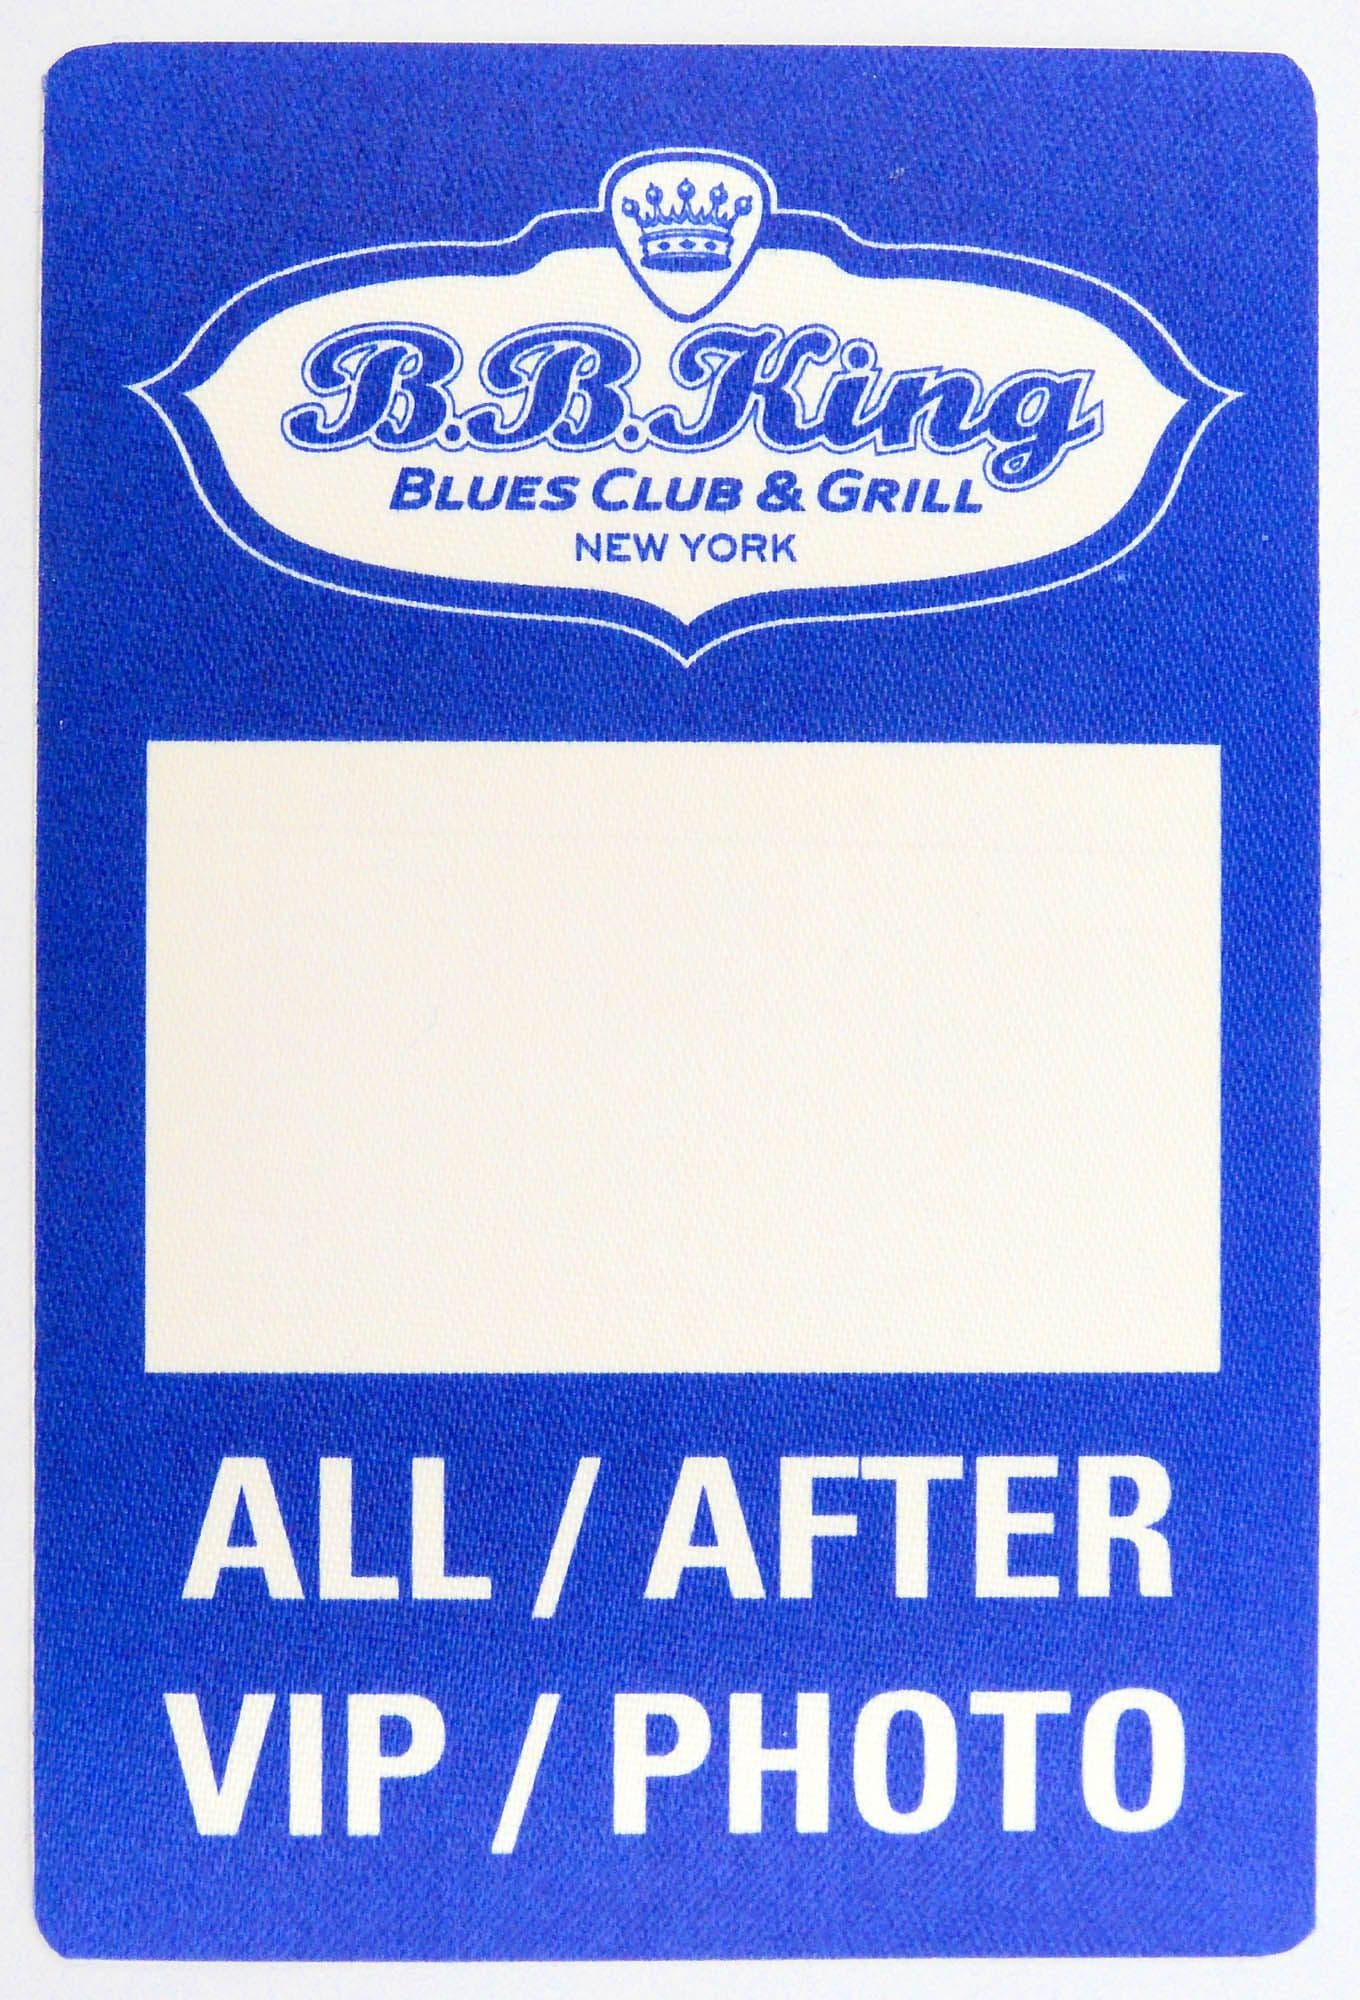 B.B.King
BLUES CLUB & GRILL
NEW YORK
ALL / AFTER
VIP / PHOTO